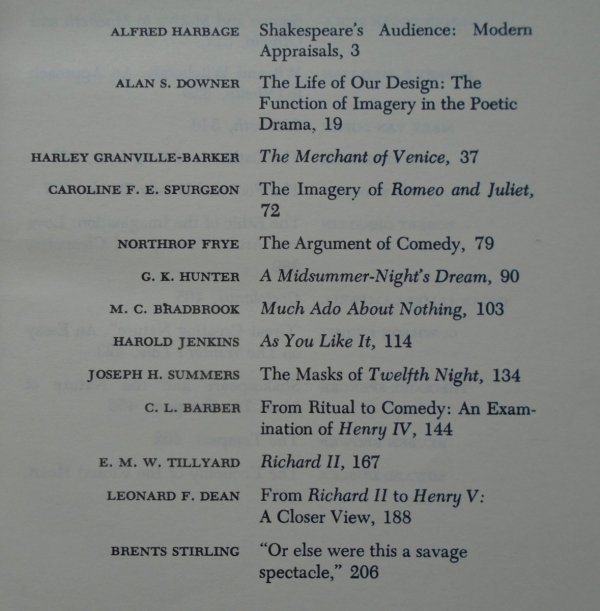 ALFRED HARBAGE Shakespeare's Audience: Modern
Appraisals, 3
ALAN S. DOWNER The Life of Our Design: The
Function of Imagery in the Poetic
Drama, 19
HARLEY GRANVILLE-BARKER The Merchant of Venice, 37
CAROLINE F. E. SPURGEON The Imagery of Romeo and Juliet,
72
NORTHROP FRYE The Argument of Comedy, 79
G. K. HUNTER A Midsummer-Night's Dream, 90
M. C. BRADBROOK Much Ado About Nothing, 103
HAROLD JENKINS As You Like It, 114
JOSEPH H. SUMMERS The Masks of Twelfth Night, 134
C. L. BARBER From Ritual to Comedy: An Exam-
ination of Henry IV, 144
E. M. W. TILLYARD Richard II, 167
LEONARD F. DEAN From Richard II to Henry V:
A Closer View, 188
BRENTS STIRLING "Or else were this a savage
spectacle," 206